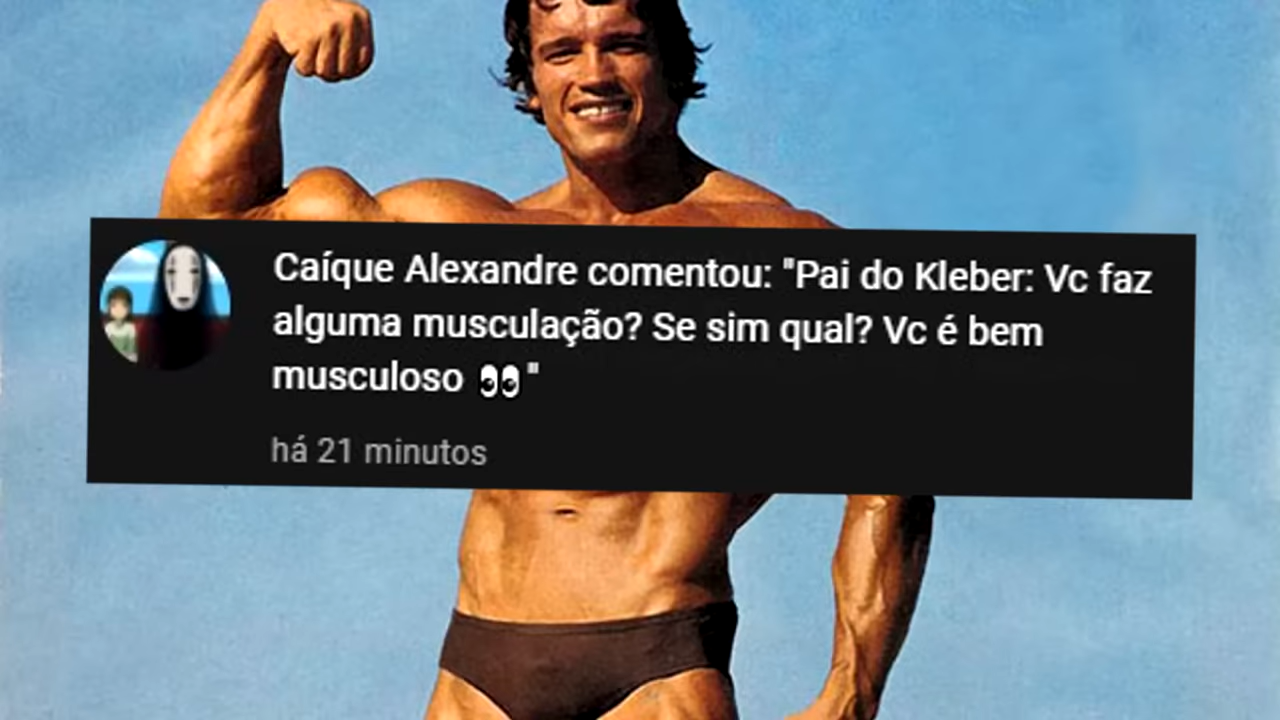 Caíque Alexandre comentou: "Pai do Kleber: Vc faz
alguma musculação? Se sim qual? Vc é bem
musculoso 👀"
há 21 minutos